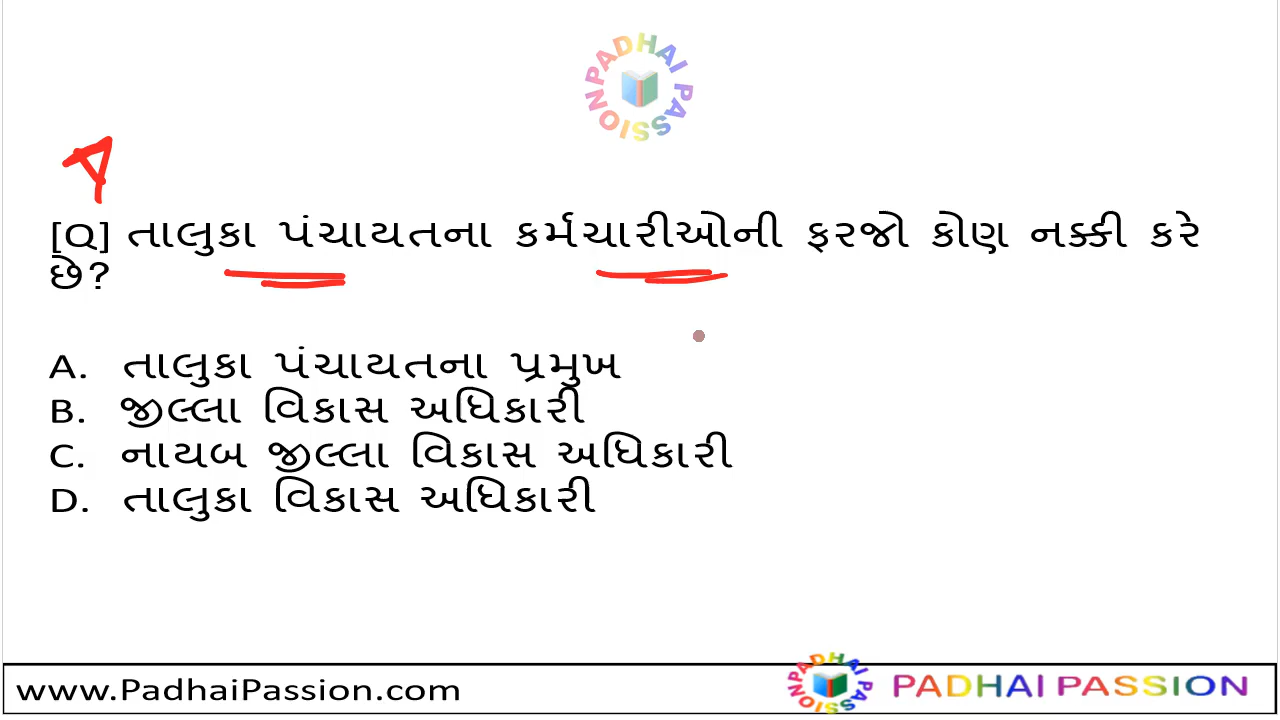 PADHAI PASSION
[Q] તાલુકા પંચાયતના કર્મચારીઓની ફરજો કોણ નક્કી કરે
છે?
A. તાલુકા પંચાયતના પ્રમુખ
B. જીલ્લા વિકાસ અધિકારી
C. નાયબ જીલ્લા વિકાસ અધિકારી
D. તાલુકા વિકાસ અધિકારી
www.PadhaiPassion.com
PADHAI PASSION
PADHAI PASSION